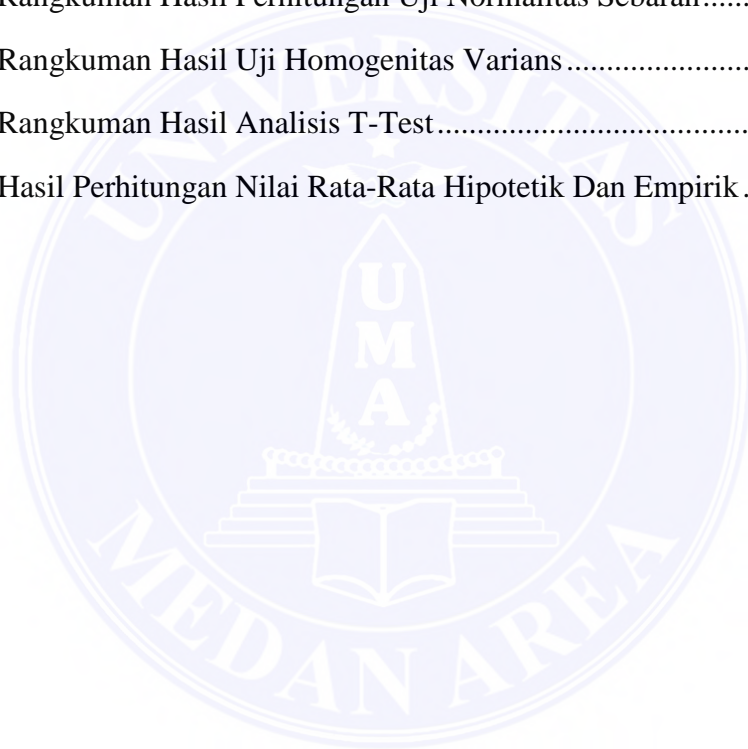 Rangkuman Hasil Perhitungan Uji Normalitas Sebaran......
Rangkuman Hasil Uji Homogenitas Varians.......................
Rangkuman Hasil Analisis T-Test.......................................
Hasil Perhitungan Nilai Rata-Rata Hipotetik Dan Empirik.
UNIVERSITAS
U
M
A
MEDAN AREA